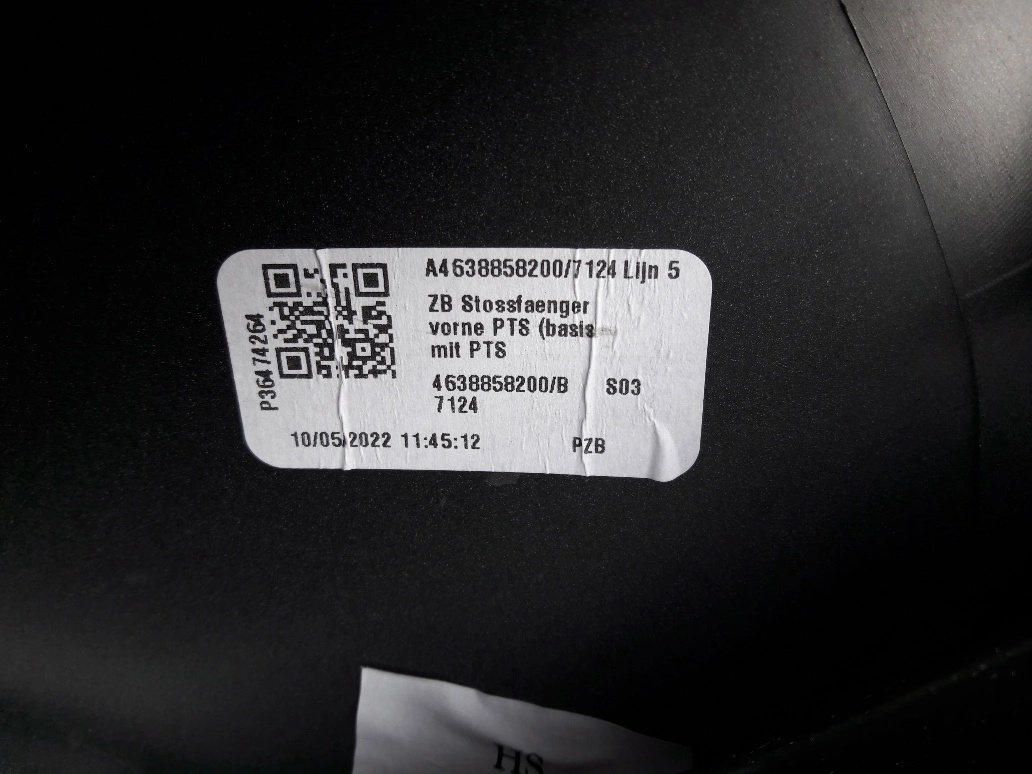 A4638858200/7124 Lijn 5
ZB Stossfaenger
vorne PTS (basis
mit PTS
4638858200/B S03
7124
P36474264
10/05/2022 11:45:12 PZB
HS